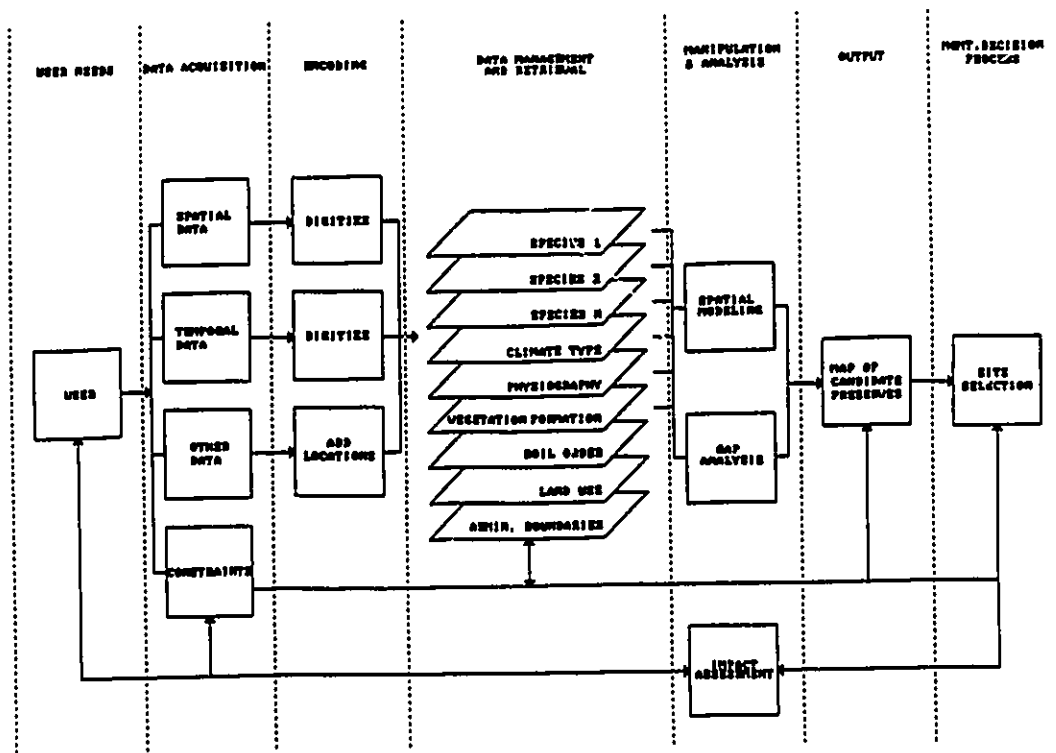 USER NEEDS
DATA ACQUISITION
ENCODING
DATA MANAGEMENT
AND RETRIEVAL
MANIPULATION
& ANALYSIS
OUTPUT
MGMT. DECISION
PROCESS
SPATIAL
DATA
DIGITIZE
TEMPORAL
DATA
DIGITIZE
USER
OTHER
DATA
ADD
LOCATIONS
CONSTRAINTS
SPECIES 1
SPECIES 2
SPECIES N
CLIMATE TYPE
PHYSIOGRAPHY
VEGETATION FORMATION
SOIL ORDER
LAND USE
ADMIN. BOUNDARIES
SPATIAL
MODELING
GAP
ANALYSIS
MAP OF
CANDIDATE
PRESERVES
SITE
SELECTION
IMPACT
ASSESSMENT